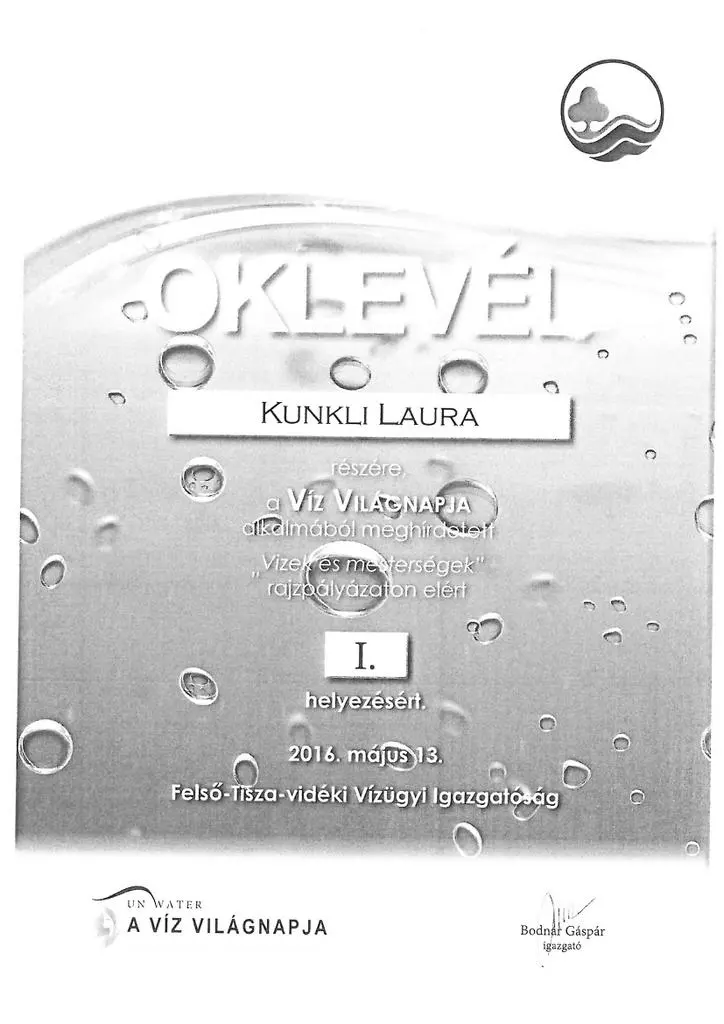 OKLEVÉL
KUNKLI LAURA
részére,
a VÍZ VILÁGNAPJA
alkalmából meghirdetett
„Vizek és mesterségek"
rajzpályázaton elért
I.
helyezésért.
2016. május 13.
Felső-Tisza-vidéki Vízügyi Igazgatóság
UN WATER
A VÍZ VILÁGNAPJA
Bodnár Gáspár
igazgató